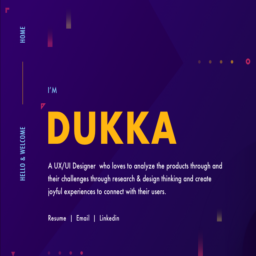 HOME
I'M
DUKKA
HELLO & WELCOME
A UX/UI Designer who loves to analyze the products through and
their challenges through research & design thinking and create
joyful experiences to connect with their users.
Resume | Email | Linkedin